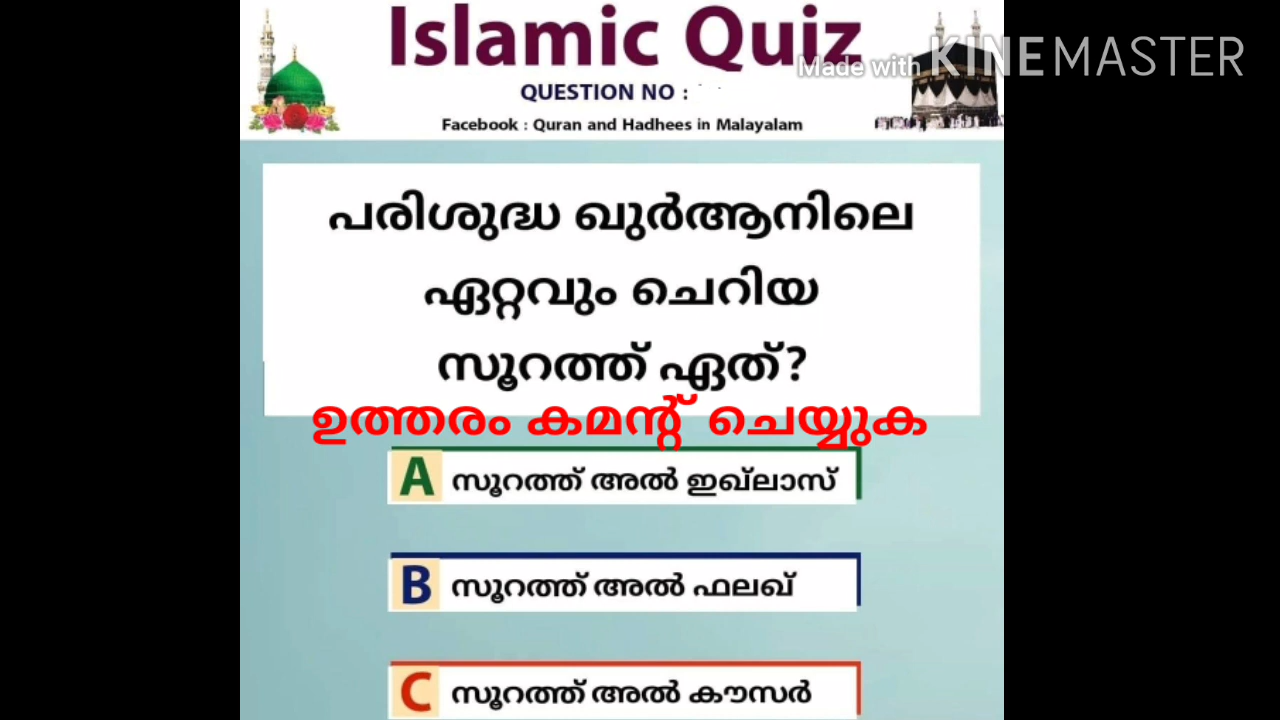 Islamic Quiz
Made with KINEMASTER
QUESTION NO :
Facebook : Quran and Hadhees in Malayalam
പരിശുദ്ധ ഖുർആനിലെ
ഏറ്റവും ചെറിയ
സൂറത്ത് ഏത്?
ഉത്തരം കമന്റ് ചെയ്യുക
A സൂറത്ത് അൽ ഇഖ്ലാസ്
B സൂറത്ത് അൽ ഫലഖ്
C സൂറത്ത് അൽ കൗസർ